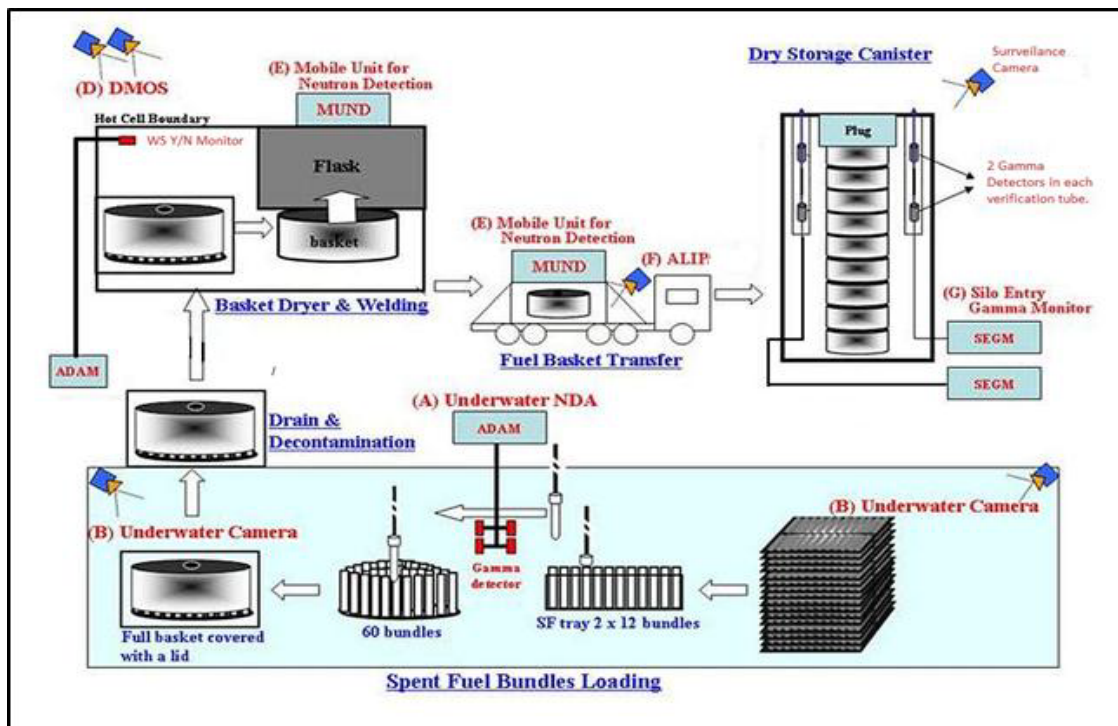 (D) DMOS
(E) Mobile Unit for
Neutron Detection
MUND
Hot Cell Boundary
WS Y/N Monitor
Flask
basket
Basket Dryer & Welding
ADAM
Dry Storage Canister
Surrveilance
Camera
Plug
2 Gamma
Detectors in each
verification tube.
(E) Mobile Unit for
Neutron Detection
MUND
(F) ALIP
Fuel Basket Transfer
(G) Silo Entry
Gamma Monitor
SEGM
SEGM
Drain &
Decontamination
(A) Underwater NDA
ADAM
(B) Underwater Camera
(B) Underwater Camera
Gamma
detector
Full basket covered
with a lid
60 bundles
SF tray 2 x 12 bundles
Spent Fuel Bundles Loading